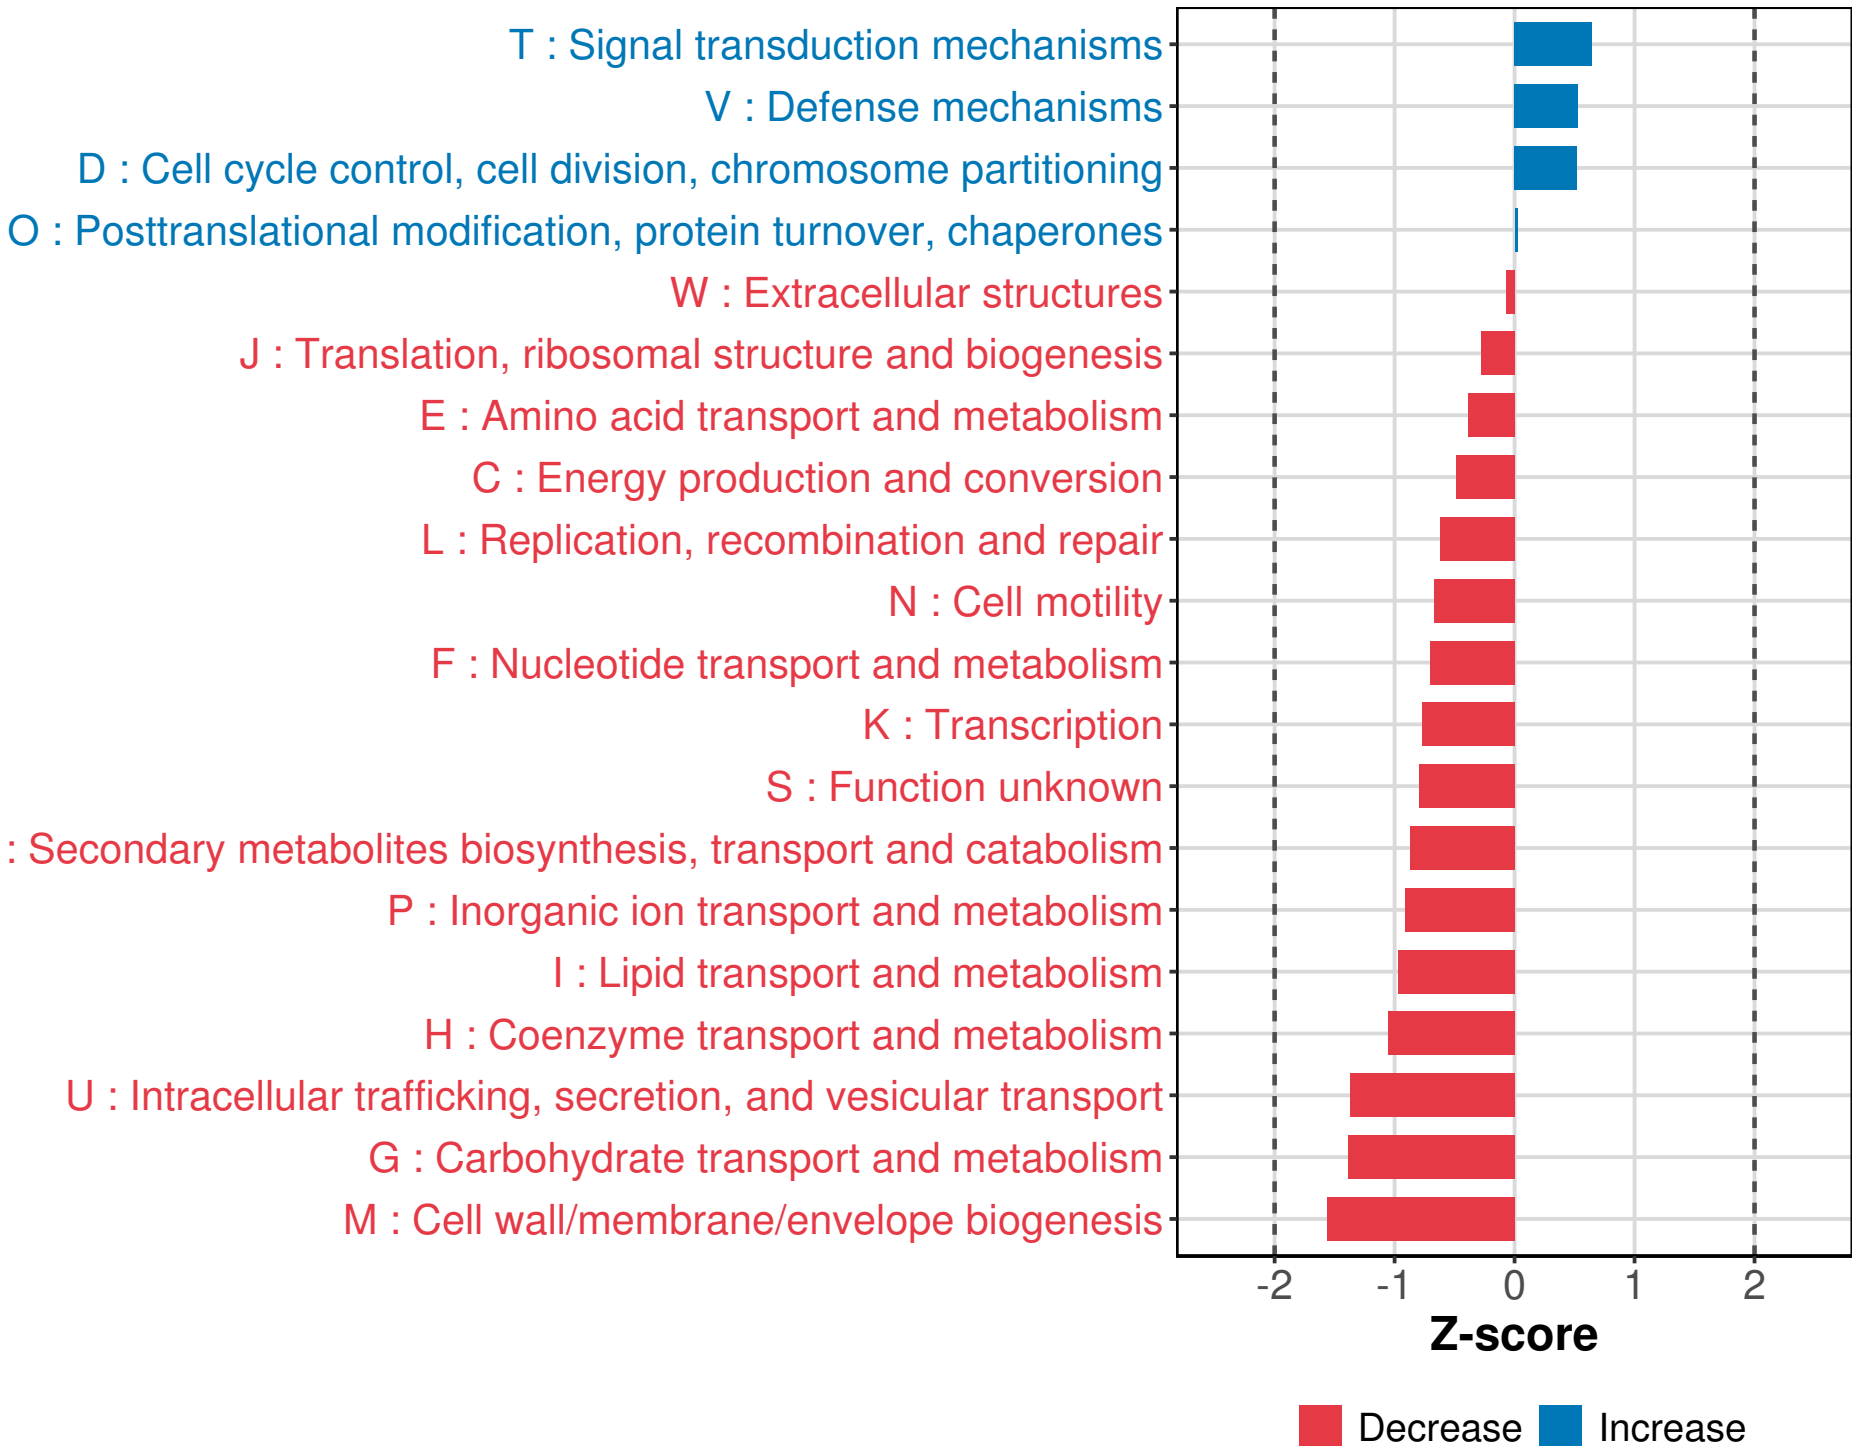 T : Signal transduction mechanisms
V : Defense mechanisms
D : Cell cycle control, cell division, chromosome partitioning
O : Posttranslational modification, protein turnover, chaperones
W : Extracellular structures
J : Translation, ribosomal structure and biogenesis
E : Amino acid transport and metabolism
C : Energy production and conversion
L : Replication, recombination and repair
N : Cell motility
F : Nucleotide transport and metabolism
K : Transcription
S : Function unknown
: Secondary metabolites biosynthesis, transport and catabolism
P : Inorganic ion transport and metabolism
I : Lipid transport and metabolism
H : Coenzyme transport and metabolism
U : Intracellular trafficking, secretion, and vesicular transport
G : Carbohydrate transport and metabolism
M : Cell wall/membrane/envelope biogenesis
-2 -1 0 1 2
Z-score
Decrease Increase